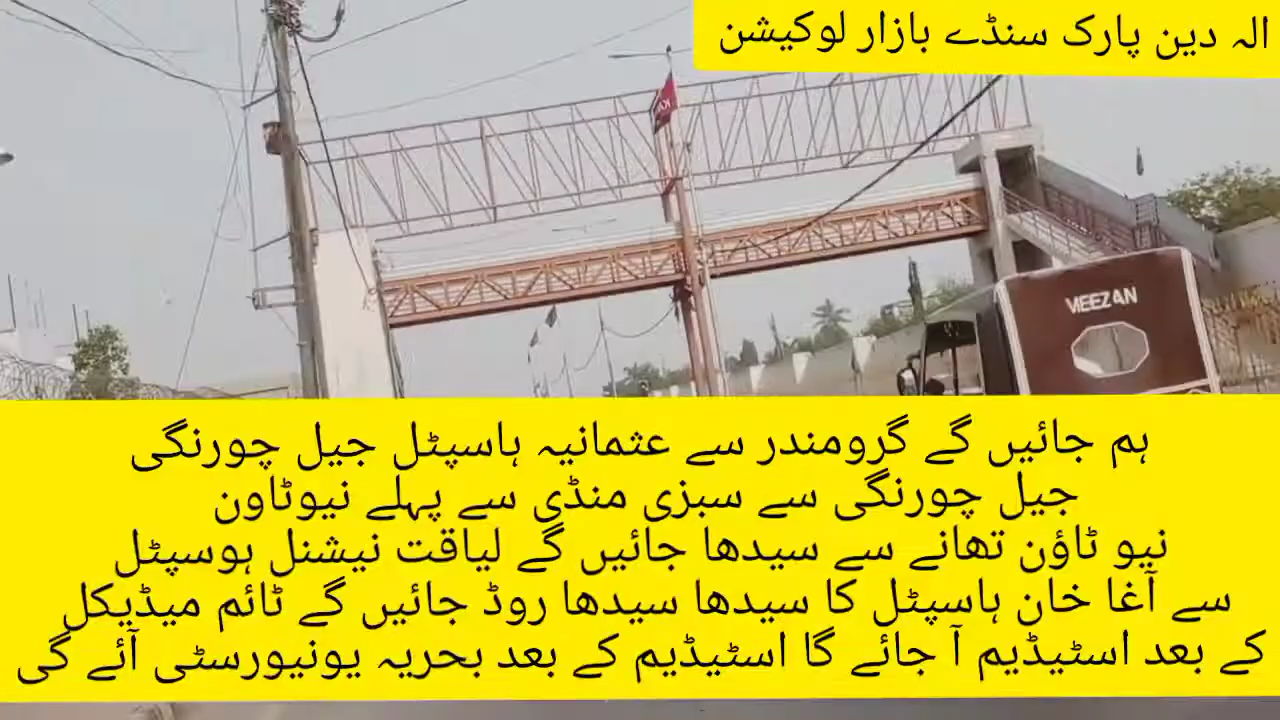 الہ دین پارک سنڈے بازار لوکیشن
MEEZAN
ہم جائیں گے گرومندر سے عثمانیہ ہاسپٹل جیل چورنگی
جیل چورنگی سے سبزی منڈی سے پہلے نیوٹاون
نیو ٹاؤن تھانے سے سیدھا جائیں گے لیاقت نیشنل ہوسپٹل
سے آغا خان ہاسپٹل کا سیدھا سیدھا روڈ جائیں گے ٹائم میڈیکل
کے بعد اسٹیڈیم آ جائے گا اسٹیڈیم کے بعد بحریہ یونیورسٹی آئے گی